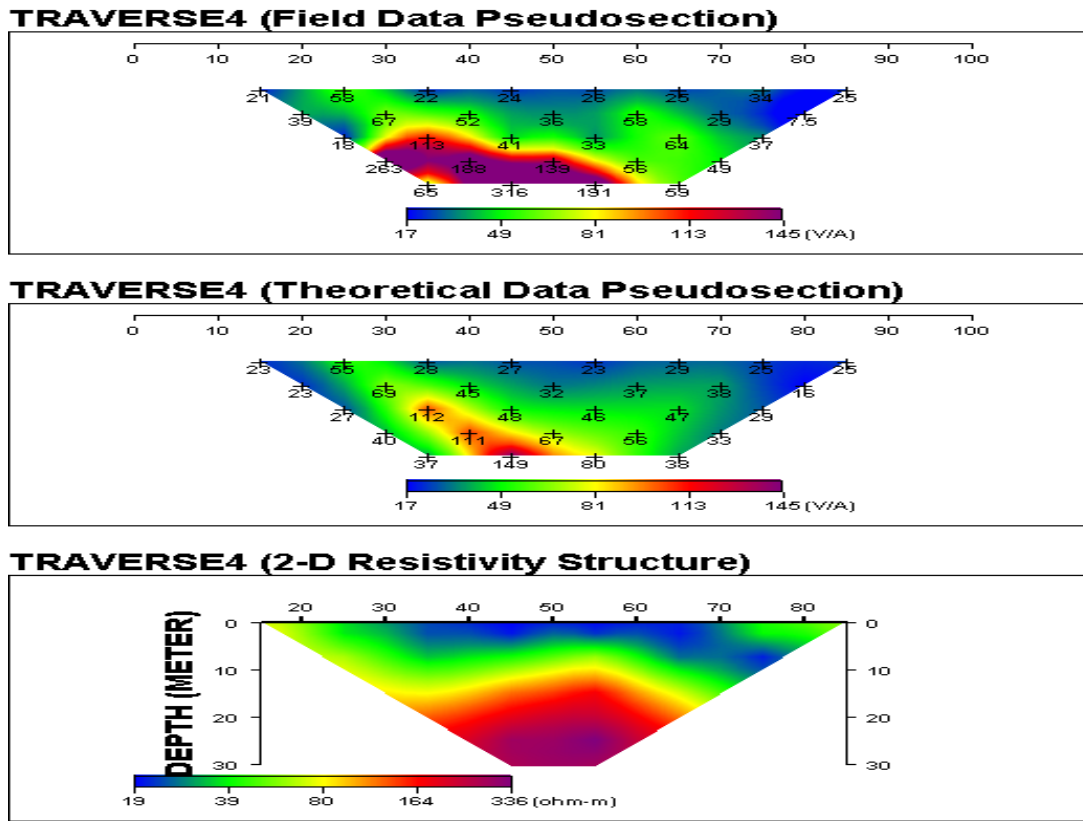 TRAVERSE4 (Field Data Pseudosection)
0 10 20 30 40 50 60 70 80 90 100
21 58 22 24 26 25 34 25
39 67 52 36 58 29 7.5
18 113 41 33 64 37
263 188 139 56 49
65 316 191 59
17 49 81 113 145 (V/A)
TRAVERSE4 (Theoretical Data Pseudosection)
0 10 20 30 40 50 60 70 80 90 100
23 55 28 27 23 29 25 25
23 69 45 32 37 38 16
27 112 48 46 47 29
40 111 67 56 33
37 149 80 38
17 49 81 113 145 (V/A)
TRAVERSE4 (2-D Resistivity Structure)
20 30 40 50 60 70 80
DEPTH (METER)
0 0
10 10
20 20
30 30
19 39 80 164 336 (ohm-m)